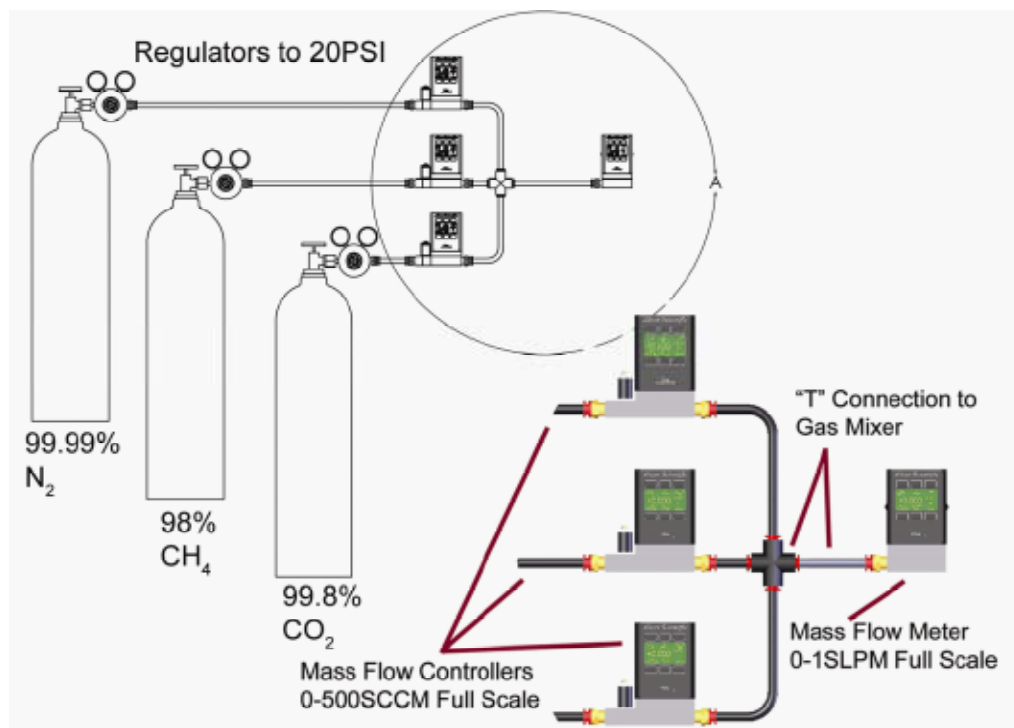 Regulators to 20PSI
A
99.99%
N₂
98%
CH₄
99.8%
CO₂
“T” Connection to
Gas Mixer
Mass Flow Meter
0-1SLPM Full Scale
Mass Flow Controllers
0-500SCCM Full Scale